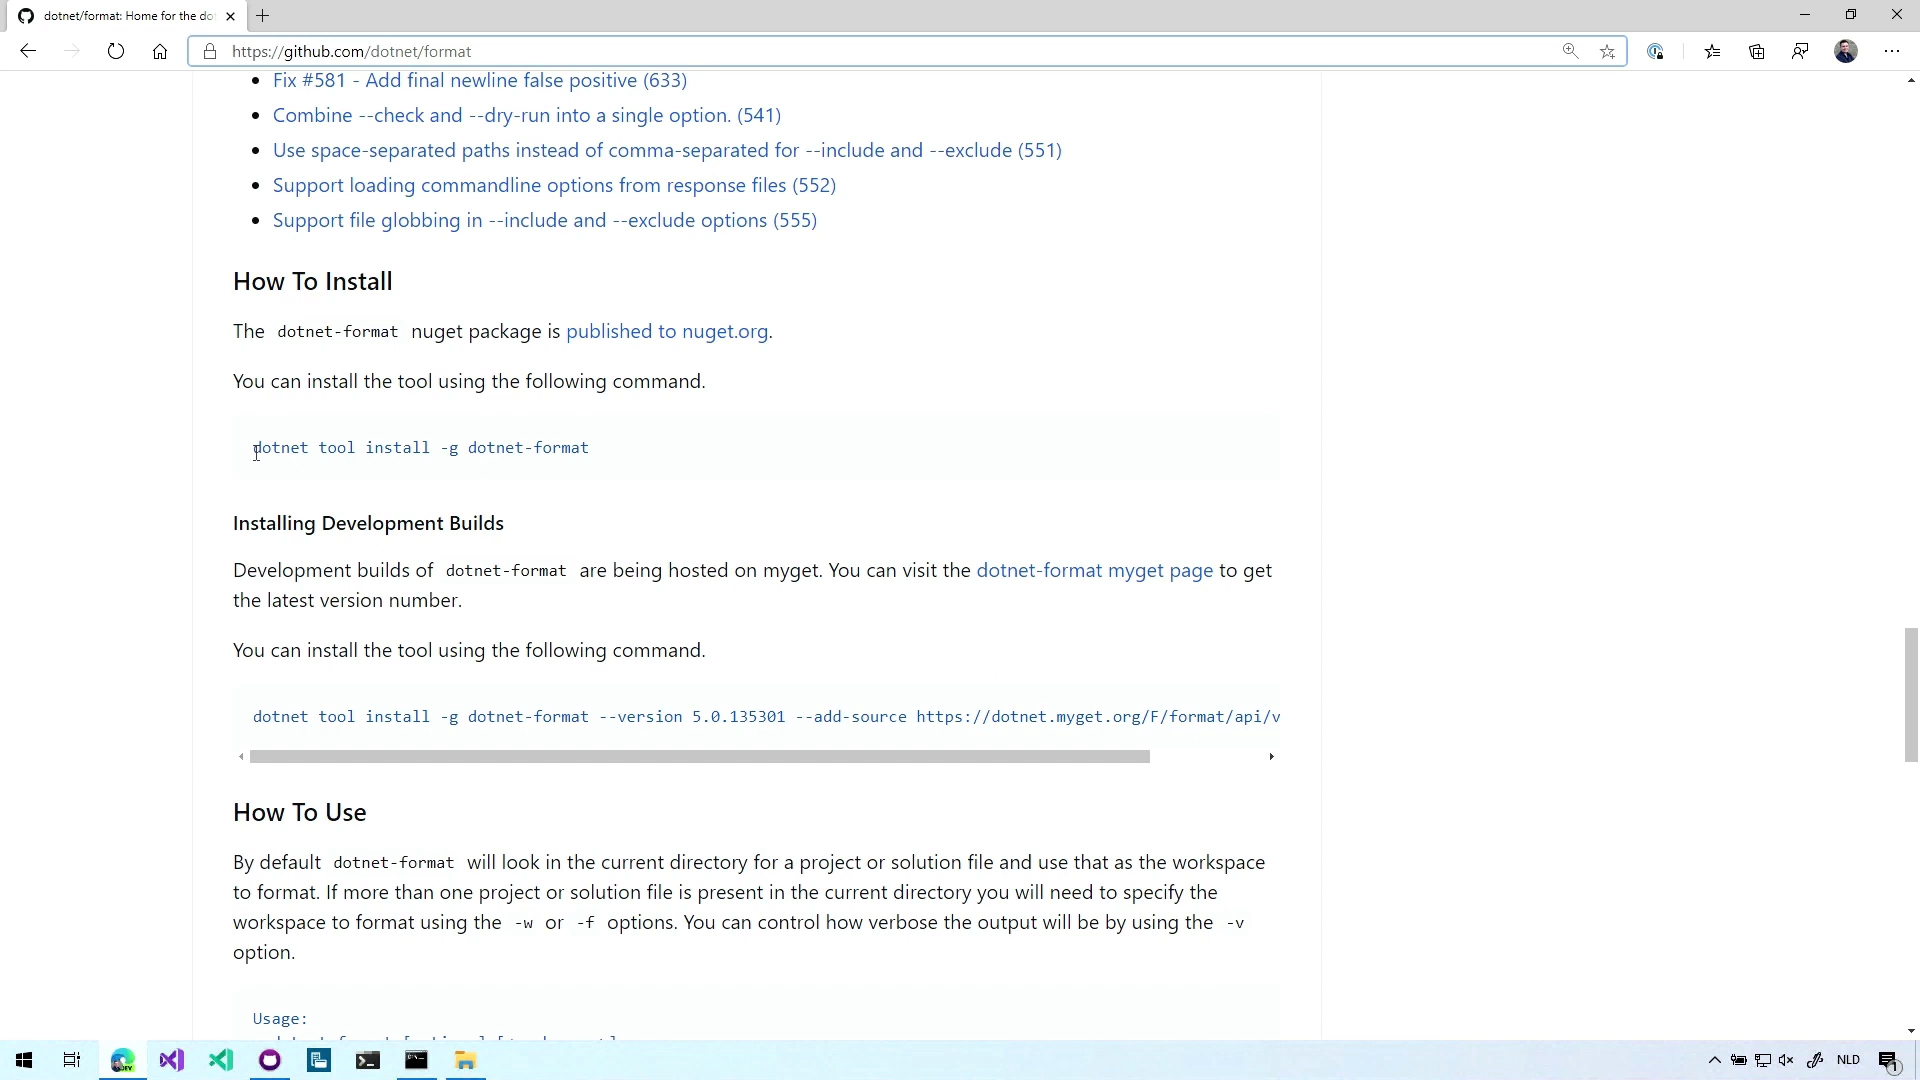 dotnet/format: Home for the dot
https://github.com/dotnet/format
Fix #581 - Add final newline false positive (633)
Combine --check and --dry-run into a single option. (541)
Use space-separated paths instead of comma-separated for --include and --exclude (551)
Support loading commandline options from response files (552)
Support file globbing in --include and --exclude options (555)
How To Install
The dotnet-format nuget package is published to nuget.org.
You can install the tool using the following command.
dotnet tool install -g dotnet-format
Installing Development Builds
Development builds of dotnet-format are being hosted on myget. You can visit the dotnet-format myget page to get
the latest version number.
You can install the tool using the following command.
dotnet tool install -g dotnet-format --version 5.0.135301 --add-source https://dotnet.myget.org/F/format/api/v
How To Use
By default dotnet-format will look in the current directory for a project or solution file and use that as the workspace
to format. If more than one project or solution file is present in the current directory you will need to specify the
workspace to format using the -w or -f options. You can control how verbose the output will be by using the -v
option.
Usage:
NLD
1